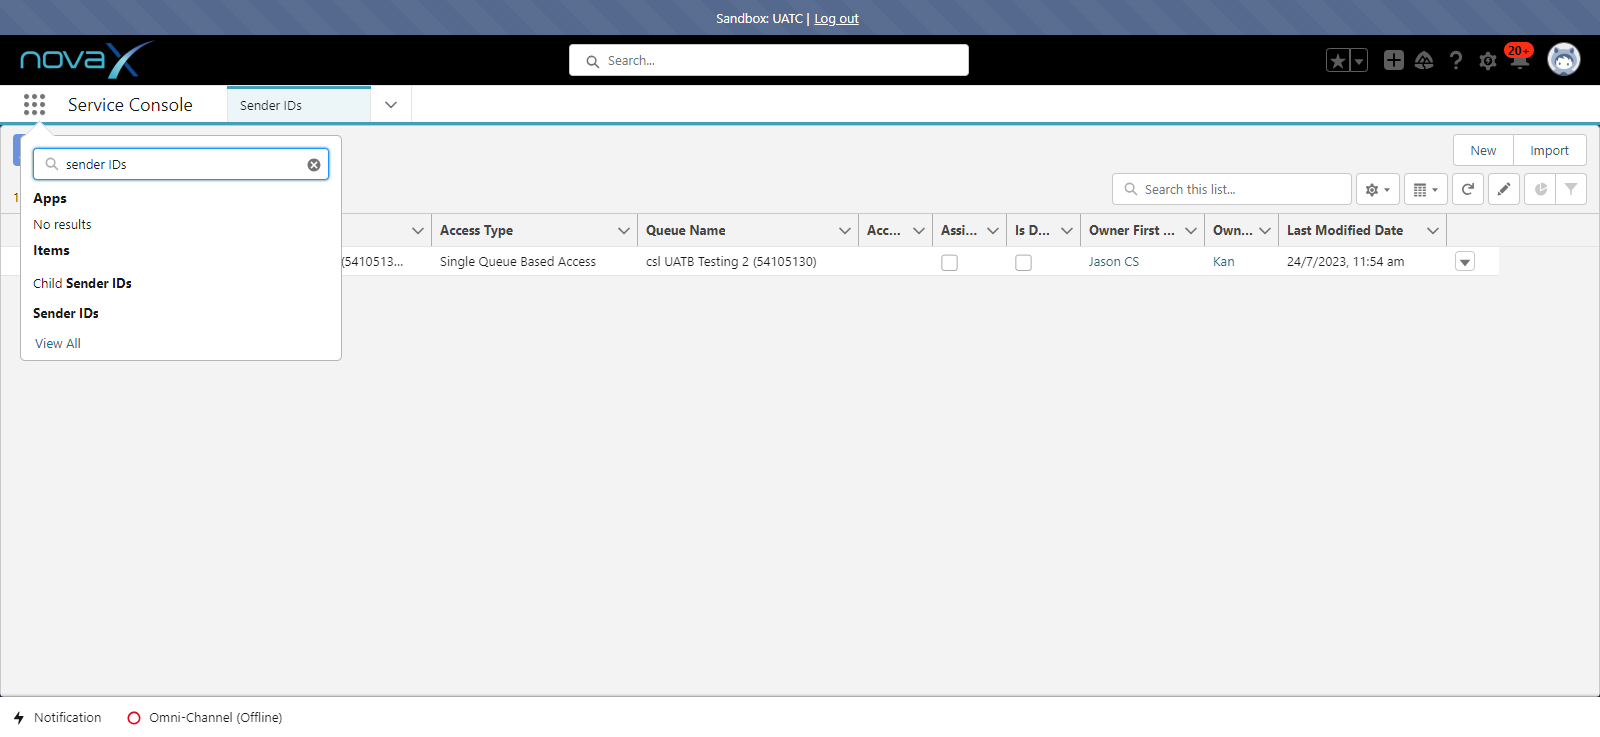 Sandbox: UATC | Log out
novaX
Search...
20+
Service Console
Sender IDs
sender IDs
New
Import
1
Search this list...
Apps
No results
Items
Child Sender IDs
Sender IDs
View All
Access Type
Queue Name
Acc...
Assi...
Is D...
Owner First ...
Own...
Last Modified Date
(5410513...
Single Queue Based Access
csl UATB Testing 2 (54105130)
Jason CS
Kan
24/7/2023, 11:54 am
Notification
Omni-Channel (Offline)